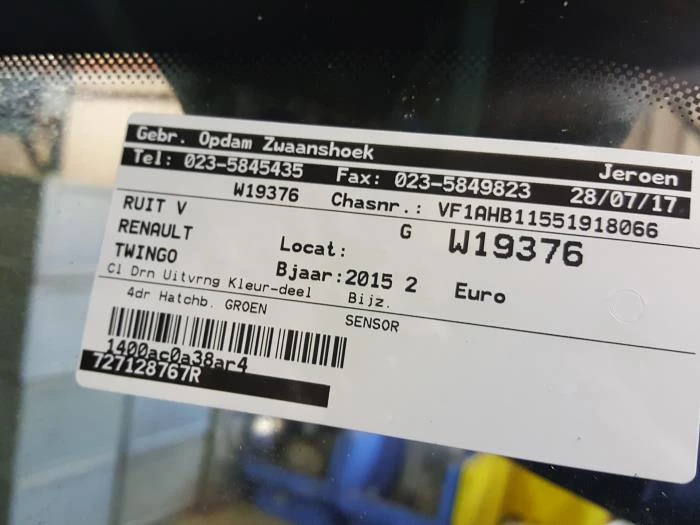 Gebr. Opdam Zwaanshoek Jeroen
Tel: 023-5845435 Fax: 023-5849823 28/07/17
W19376 Chasnr.: VF1AHB11551918066
RUIT V G W19376
RENAULT Locat:
TWINGO Bjaar:2015 2 Euro
Cl Drn Uitvrng Kleur-deel Bijz.
4dr Hatchb. GROEN SENSOR
1400ac0a38ar4
727128767R